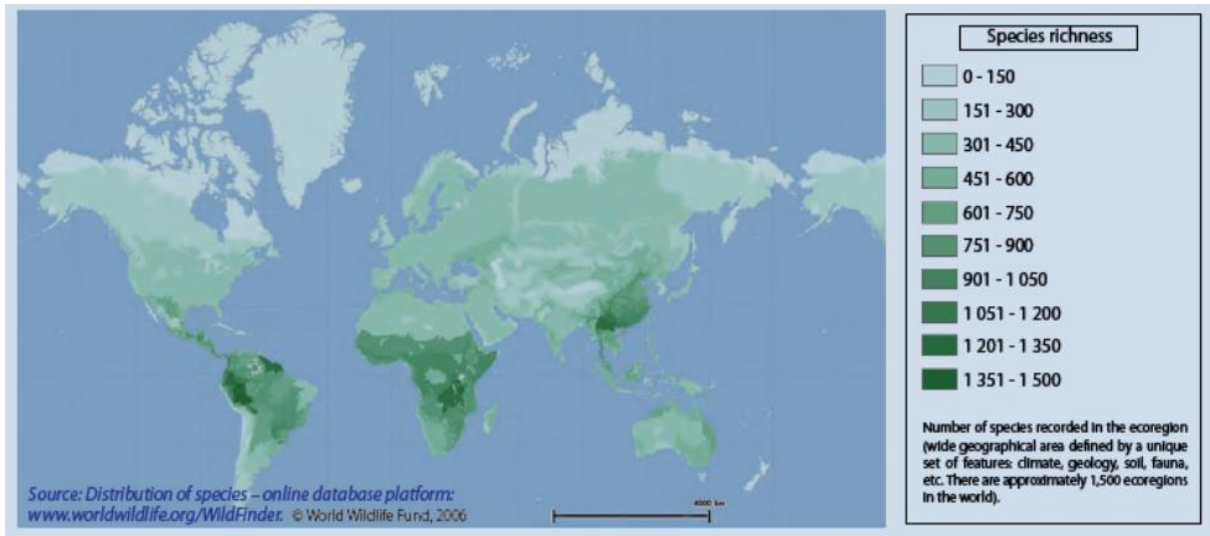 Species richness
0 - 150
151 - 300
301 - 450
451 - 600
601 - 750
751 - 900
901 - 1 050
1 051 - 1 200
1 201 - 1 350
1 351 - 1 500
Number of species recorded in the ecoregion
(wide geographical area defined by a unique
set of features: climate, geology, soil, fauna,
etc. There are approximately 1,500 ecoregions
in the world).
4000 km
Source: Distribution of species – online database platform:
www.worldwildlife.org/WildFinder. © World Wildlife Fund, 2006